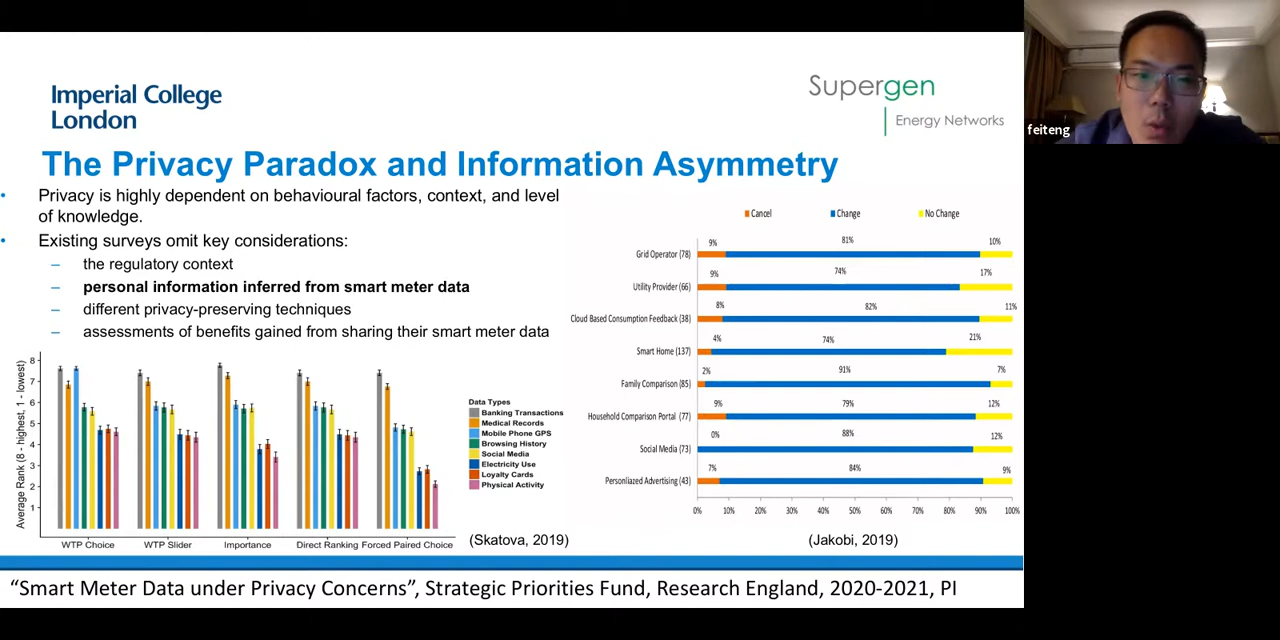 Imperial College
London
Supergen
Energy Networks
feiteng
The Privacy Paradox and Information Asymmetry
• Privacy is highly dependent on behavioural factors, context, and level
of knowledge.
• Existing surveys omit key considerations:
– the regulatory context
– personal information inferred from smart meter data
– different privacy-preserving techniques
– assessments of benefits gained from sharing their smart meter data
Average Rank (8 - highest, 1 - lowest)
8
7
6
5
4
3
2
1
WTP Choice WTP Slider Importance Direct Ranking Forced Paired Choice
Data Types
Banking Transactions
Medical Records
Mobile Phone GPS
Browsing History
Social Media
Electricity Use
Loyalty Cards
Physical Activity
(Skatova, 2019)
Cancel Change No Change
9% 81% 10%
Grid Operator (78)
9% 74% 17%
Utility Provider (66)
8% 82% 11%
Cloud Based Consumption Feedback (38)
4% 74% 21%
Smart Home (137)
2% 91% 7%
Family Comparison (85)
9% 79% 12%
Household Comparison Portal (77)
0% 88% 12%
Social Media (73)
7% 84% 9%
Personliazed Advertising (43)
0% 10% 20% 30% 40% 50% 60% 70% 80% 90% 100%
(Jakobi, 2019)
“Smart Meter Data under Privacy Concerns”, Strategic Priorities Fund, Research England, 2020-2021, PI